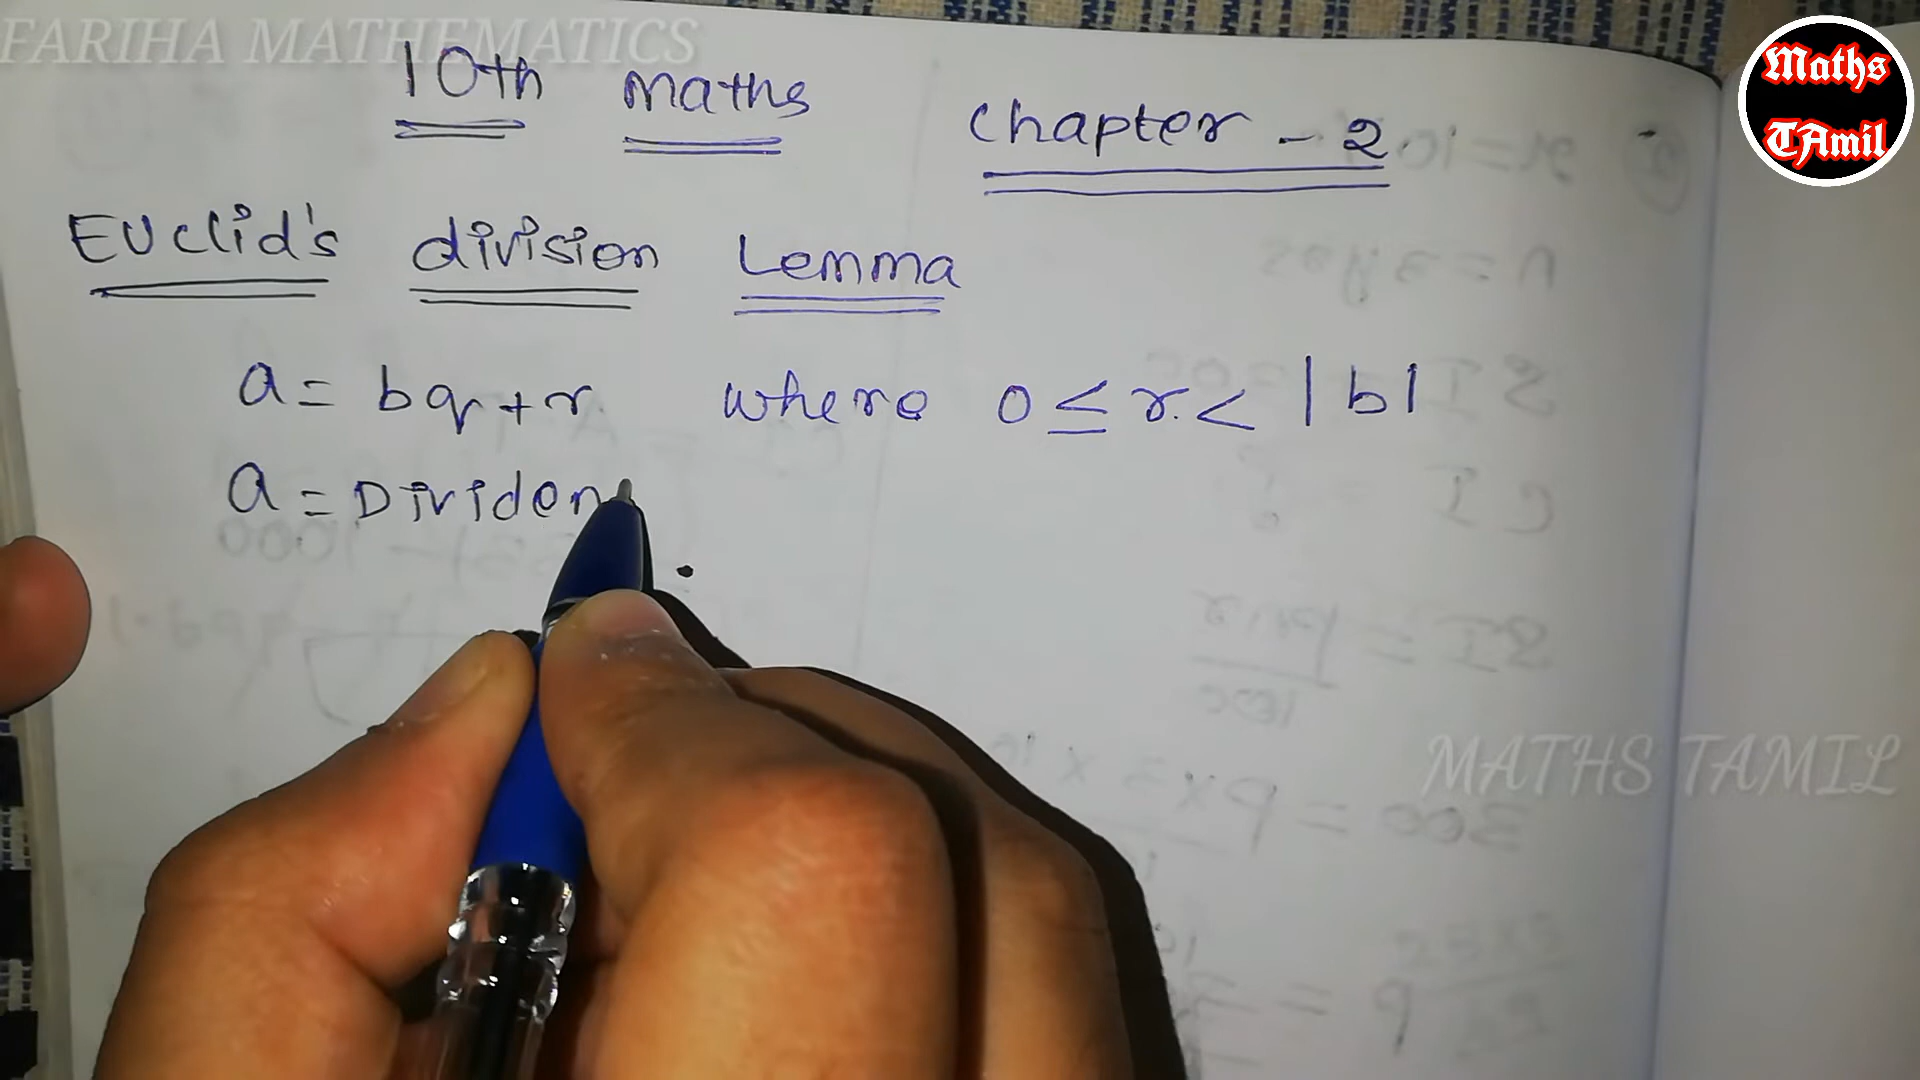 FARIHA MATHEMATICS
Maths
TAmil
10th maths
Chapter - 2
Euclid's division Lemma
a = bq + r where 0 ≤ r < |b|
a = Dividen
MATHS TAMIL